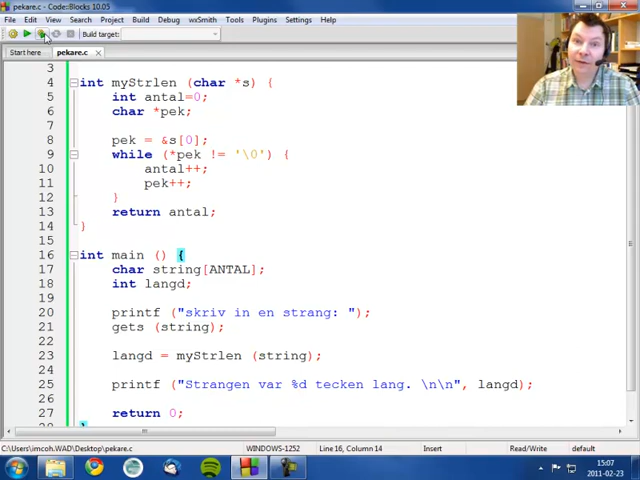 pekare.c - Code::Blocks 10.05
File Edit View Search Project Build Debug wxSmith Tools Plugins Settings Help
Build target:
Start here pekare.c
3
4 int myStrlen (char *s) {
5 int antal=0;
6 char *pek;
7
8 pek = &s[0];
9 while (*pek != '\0') {
10 antal++;
11 pek++;
12 }
13 return antal;
14 }
15
16 int main () {
17 char string[ANTAL];
18 int langd;
19
20 printf ("skriv in en strang: ");
21 gets (string);
22
23 langd = myStrlen (string);
24
25 printf ("Strangen var %d tecken lang. \n\n", langd);
26
27 return 0;
28 }
C:\Users\imcoh.WAD\Desktop\pekare.c WINDOWS-1252 Line 16, Column 14 Insert Read/Write default
15:07
2011-02-23